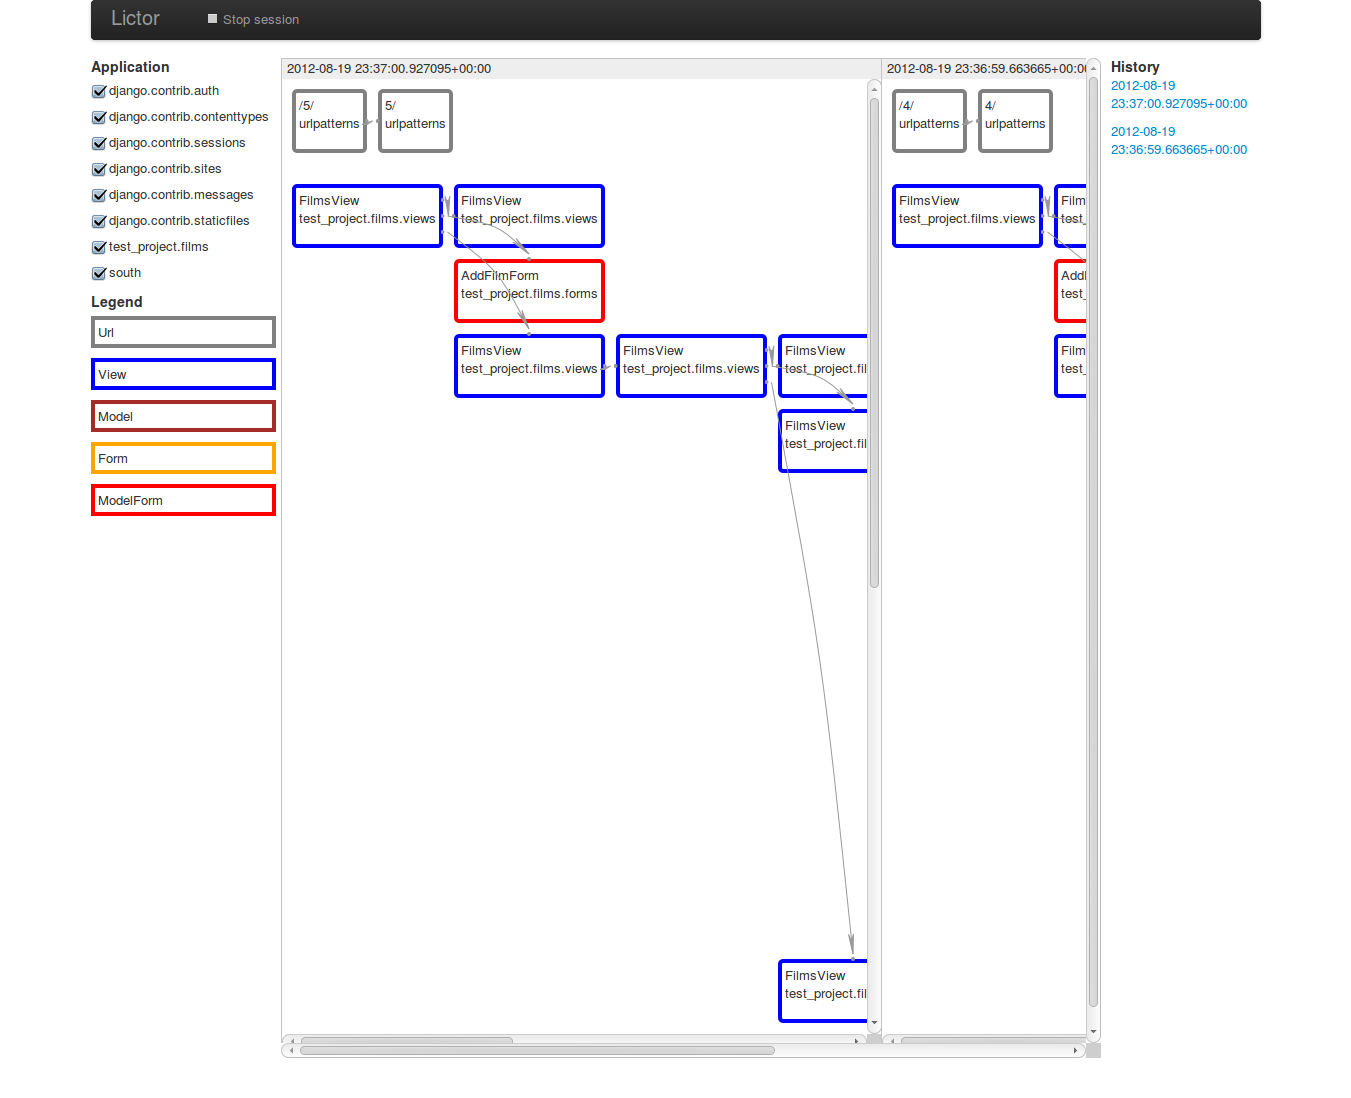 Lictor
Stop session
Application
django.contrib.auth
django.contrib.contenttypes
django.contrib.sessions
django.contrib.sites
django.contrib.messages
django.contrib.staticfiles
test_project.films
south
Legend
Url
View
Model
Form
ModelForm
2012-08-19 23:37:00.927095+00:00
/5/
urlpatterns
5/
urlpatterns
FilmsView
test_project.films.views
FilmsView
test_project.films.views
AddFilmForm
test_project.films.forms
FilmsView
test_project.films.views
FilmsView
test_project.films.views
FilmsView
test_project.fil
FilmsView
test_project.fil
FilmsView
test_project.fil
2012-08-19 23:36:59.663665+00:00
/4/
urlpatterns
4/
urlpatterns
FilmsView
test_project.films.views
Film
test_
AddF
test_
Film
test_
History
2012-08-19
23:37:00.927095+00:00
2012-08-19
23:36:59.663665+00:00